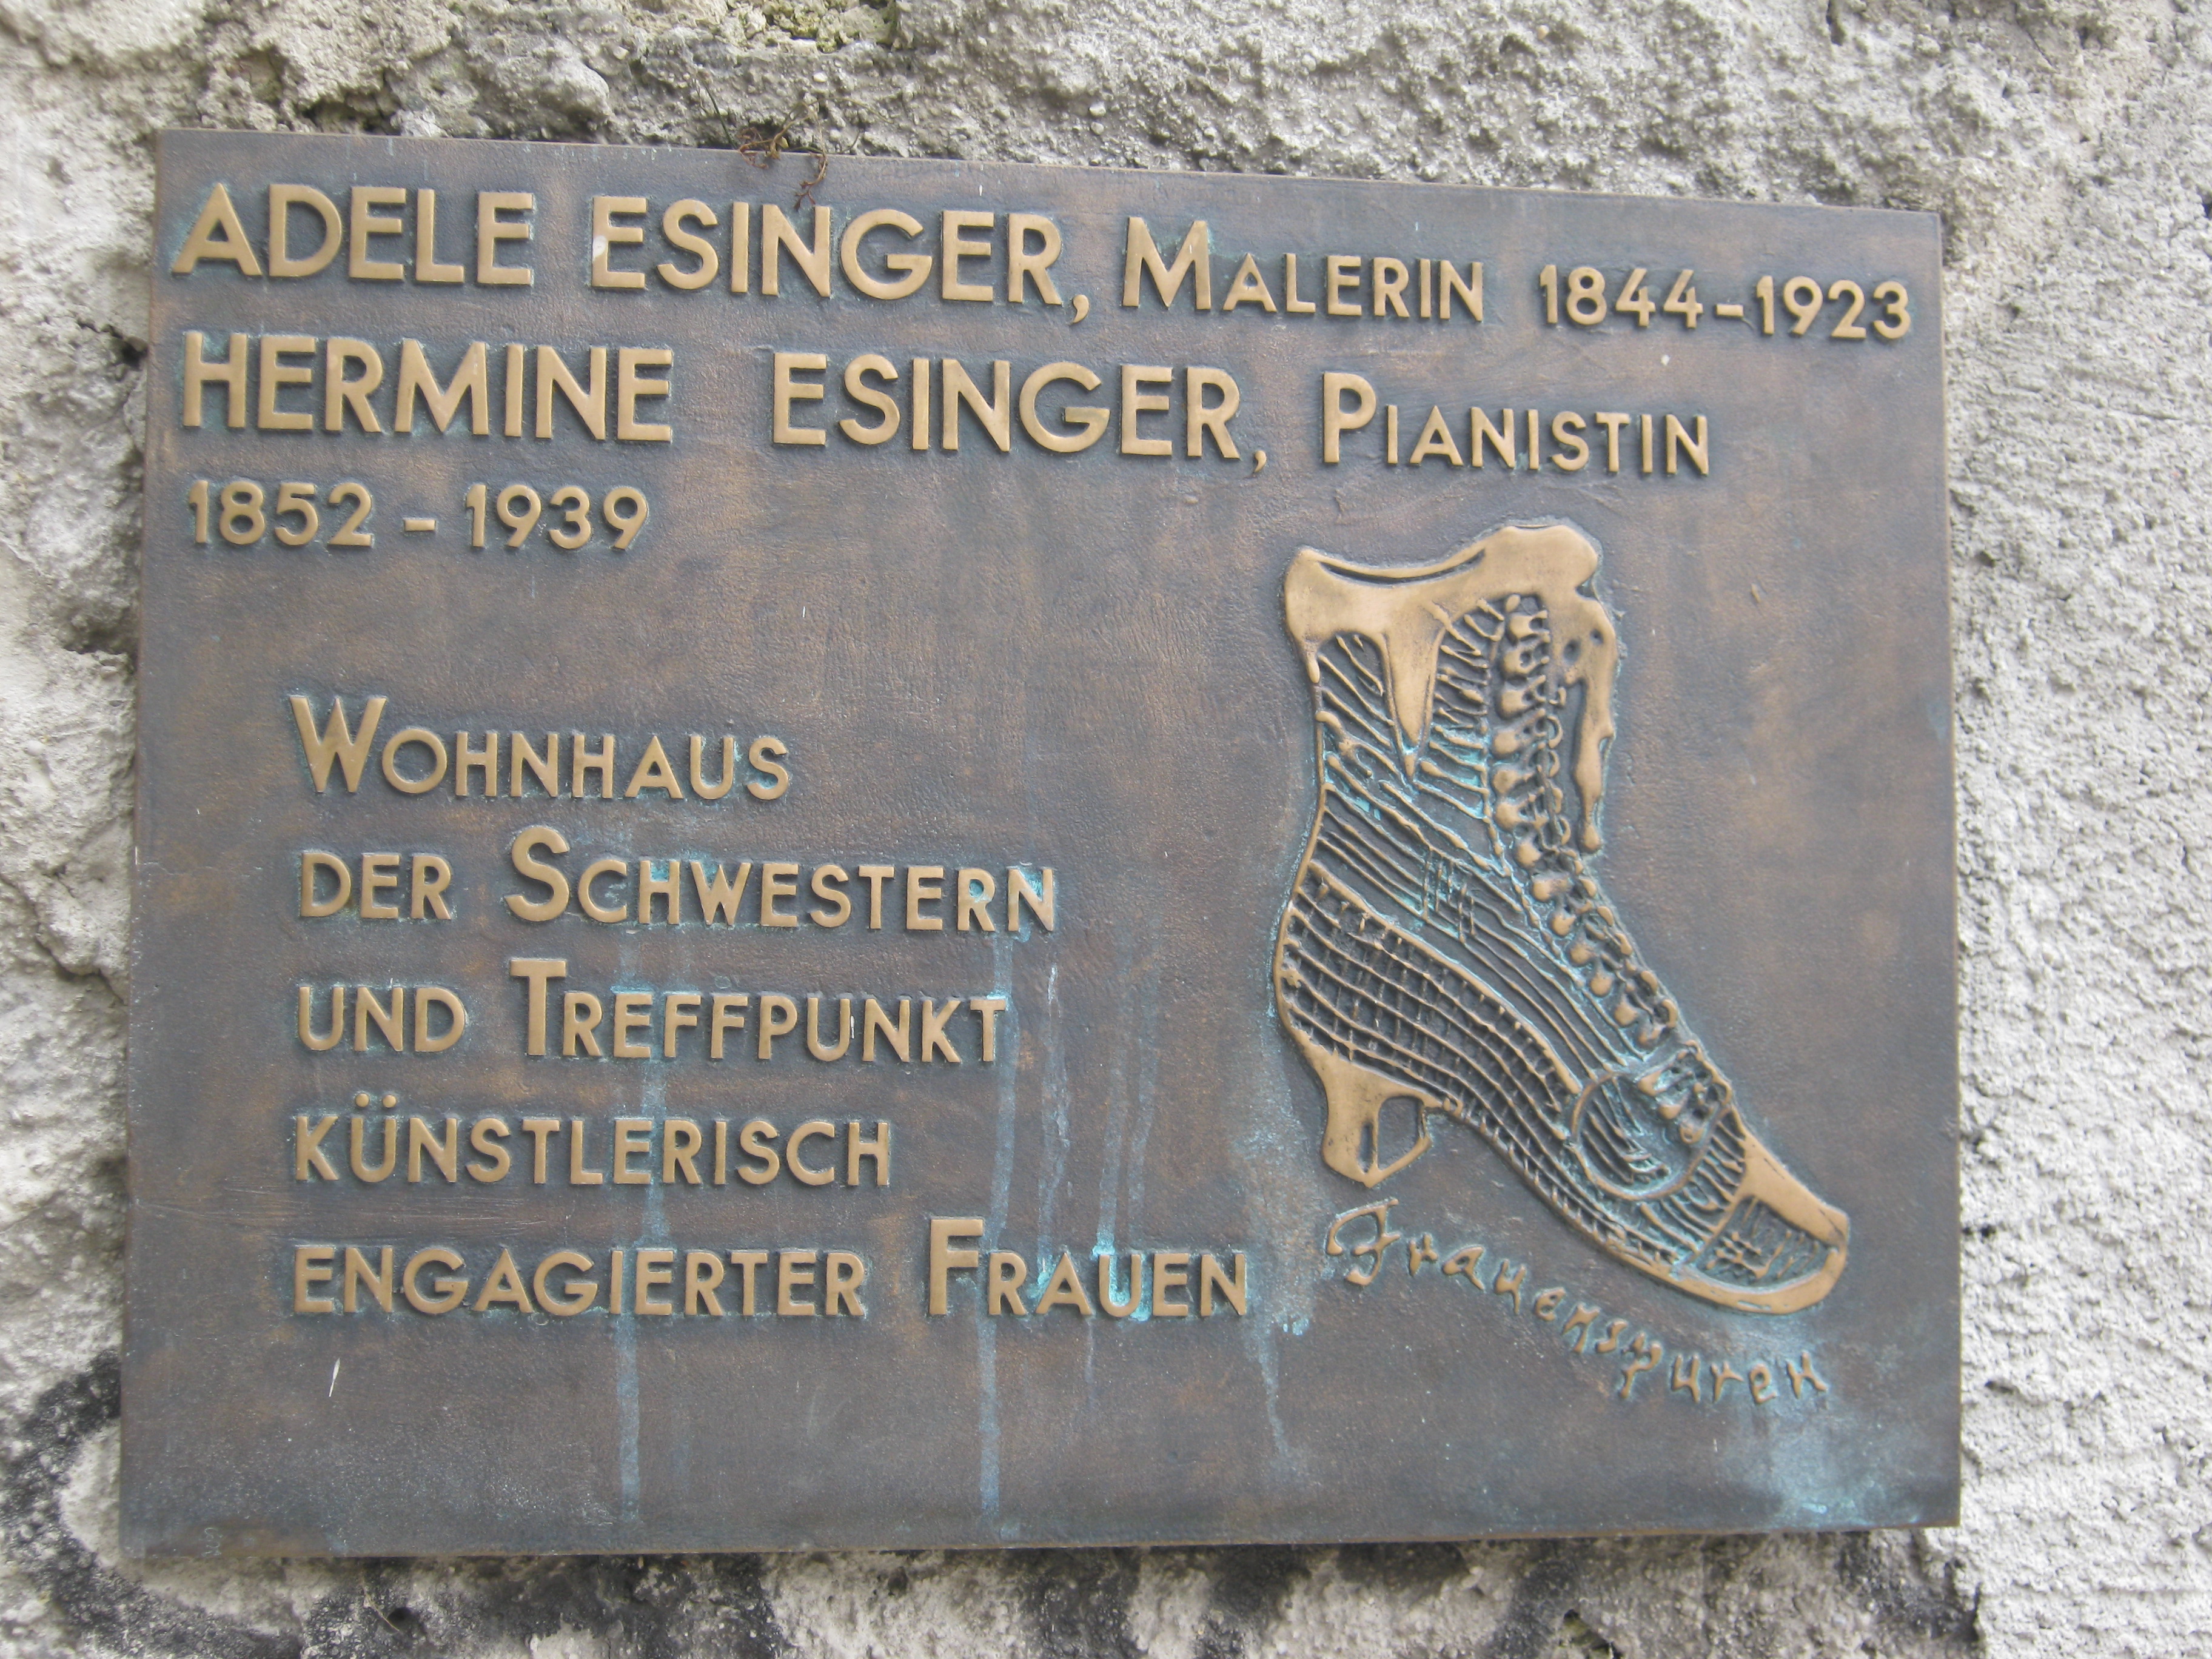 ADELE ESINGER, MALERIN 1844-1923
HERMINE ESINGER, PIANISTIN
1852 - 1939
WOHNHAUS
DER SCHWESTERN
UND TREFFPUNKT
KÜNSTLERISCH
ENGAGIERTER FRAUEN
Frauenspuren